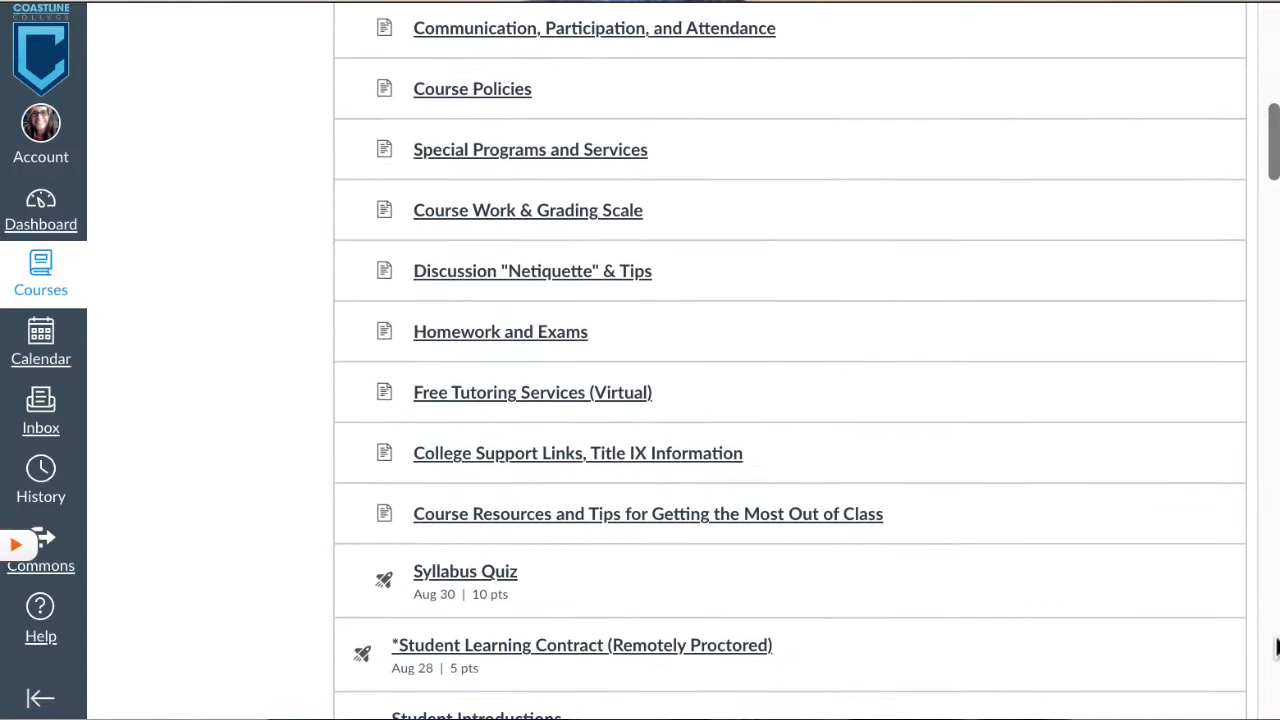 COASTLINE
COLLEGE
Account
Dashboard
Courses
Calendar
Inbox
History
Commons
Help
Communication, Participation, and Attendance
Course Policies
Special Programs and Services
Course Work & Grading Scale
Discussion "Netiquette" & Tips
Homework and Exams
Free Tutoring Services (Virtual)
College Support Links, Title IX Information
Course Resources and Tips for Getting the Most Out of Class
Syllabus Quiz
Aug 30 | 10 pts
*Student Learning Contract (Remotely Proctored)
Aug 28 | 5 pts
Student Introductions